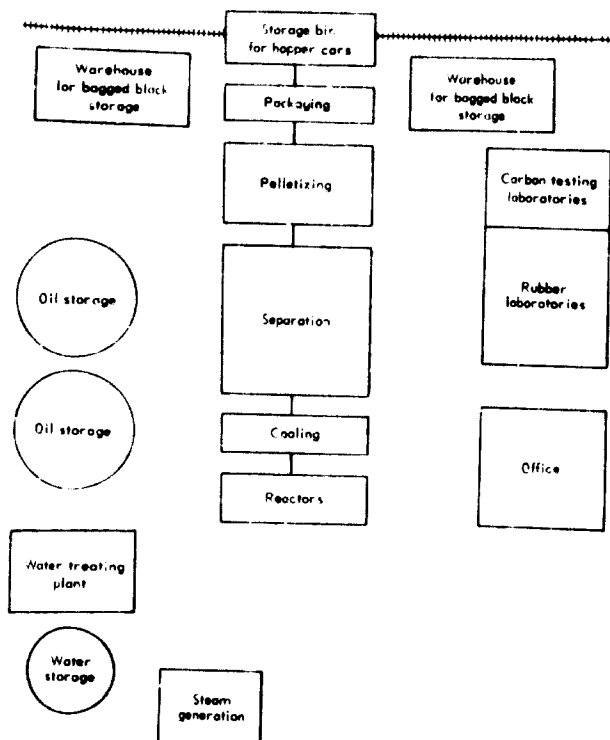 Storage bin
for hopper cars
Warehouse
for bagged black
storage
Packaging
Warehouse
for bagged black
storage
Pelletizing
Carbon testing
laboratories
Oil storage
Separation
Rubber
laboratories
Oil storage
Cooling
Office
Reactors
Water treating
plant
Water
storage
Steam
generation